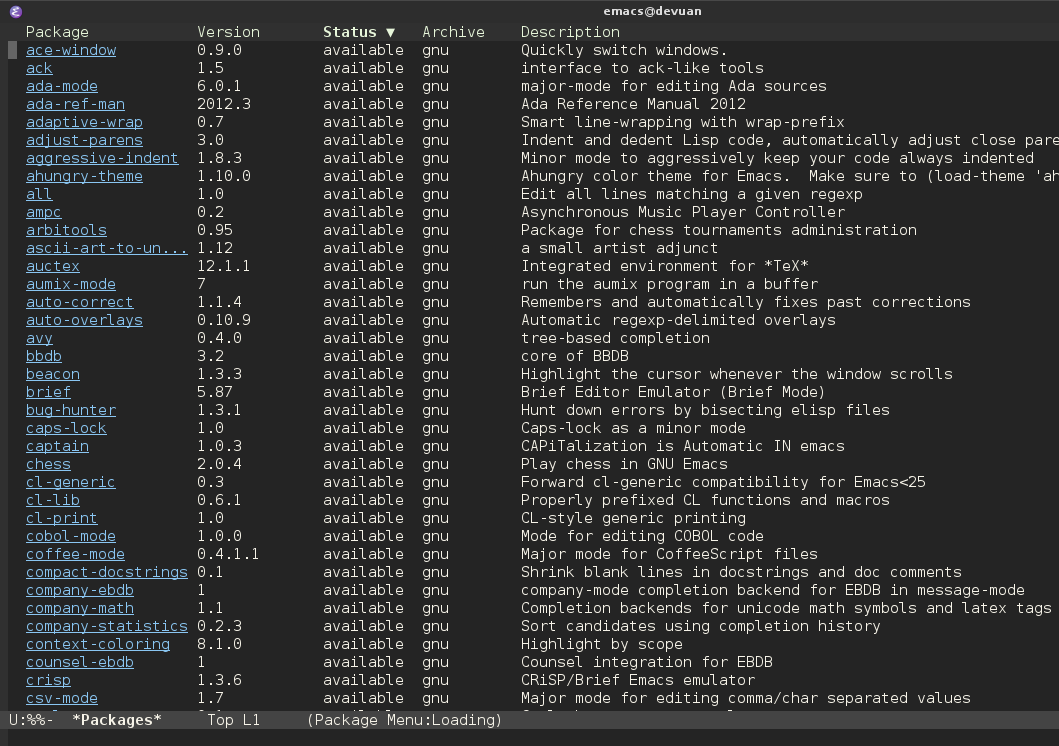 emacs@devuan
Package Version Status ▼ Archive Description
ace-window 0.9.0 available gnu Quickly switch windows.
ack 1.5 available gnu interface to ack-like tools
ada-mode 6.0.1 available gnu major-mode for editing Ada sources
ada-ref-man 2012.3 available gnu Ada Reference Manual 2012
adaptive-wrap 0.7 available gnu Smart line-wrapping with wrap-prefix
adjust-parens 3.0 available gnu Indent and dedent Lisp code, automatically adjust close pare
aggressive-indent 1.8.3 available gnu Minor mode to aggressively keep your code always indented
ahungry-theme 1.10.0 available gnu Ahungry color theme for Emacs.  Make sure to (load-theme 'ah
all 1.0 available gnu Edit all lines matching a given regexp
ampc 0.2 available gnu Asynchronous Music Player Controller
arbitools 0.95 available gnu Package for chess tournaments administration
ascii-art-to-un... 1.12 available gnu a small artist adjunct
auctex 12.1.1 available gnu Integrated environment for *TeX*
aumix-mode 7 available gnu run the aumix program in a buffer
auto-correct 1.1.4 available gnu Remembers and automatically fixes past corrections
auto-overlays 0.10.9 available gnu Automatic regexp-delimited overlays
avy 0.4.0 available gnu tree-based completion
bbdb 3.2 available gnu core of BBDB
beacon 1.3.3 available gnu Highlight the cursor whenever the window scrolls
brief 5.87 available gnu Brief Editor Emulator (Brief Mode)
bug-hunter 1.3.1 available gnu Hunt down errors by bisecting elisp files
caps-lock 1.0 available gnu Caps-lock as a minor mode
captain 1.0.3 available gnu CAPiTalization is Automatic IN emacs
chess 2.0.4 available gnu Play chess in GNU Emacs
cl-generic 0.3 available gnu Forward cl-generic compatibility for Emacs<25
cl-lib 0.6.1 available gnu Properly prefixed CL functions and macros
cl-print 1.0 available gnu CL-style generic printing
cobol-mode 1.0.0 available gnu Mode for editing COBOL code
coffee-mode 0.4.1.1 available gnu Major mode for CoffeeScript files
compact-docstrings 0.1 available gnu Shrink blank lines in docstrings and doc comments
company-ebdb 1 available gnu company-mode completion backend for EBDB in message-mode
company-math 1.1 available gnu Completion backends for unicode math symbols and latex tags
company-statistics 0.2.3 available gnu Sort candidates using completion history
context-coloring 8.1.0 available gnu Highlight by scope
counsel-ebdb 1 available gnu Counsel integration for EBDB
crisp 1.3.6 available gnu CRiSP/Brief Emacs emulator
csv-mode 1.7 available gnu Major mode for editing comma/char separated values
U:%%- *Packages* Top L1 (Package Menu:Loading)